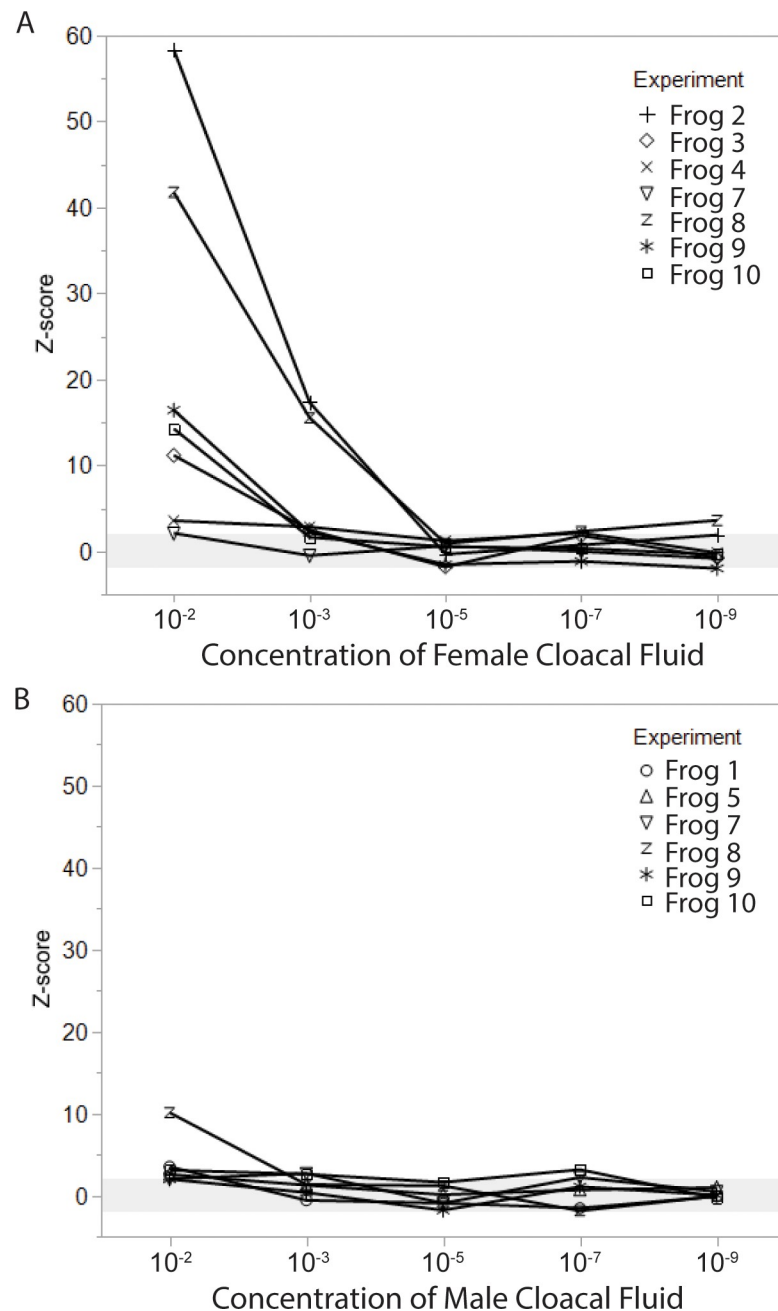 A
60
50
40
30
20
10
0
Z-score
Experiment
Frog 2
Frog 3
Frog 4
Frog 7
Frog 8
Frog 9
Frog 10
10⁻² 10⁻³ 10⁻⁵ 10⁻⁷ 10⁻⁹
Concentration of Female Cloacal Fluid
B
60
50
40
30
20
10
0
Z-score
Experiment
Frog 1
Frog 5
Frog 7
Frog 8
Frog 9
Frog 10
10⁻² 10⁻³ 10⁻⁵ 10⁻⁷ 10⁻⁹
Concentration of Male Cloacal Fluid